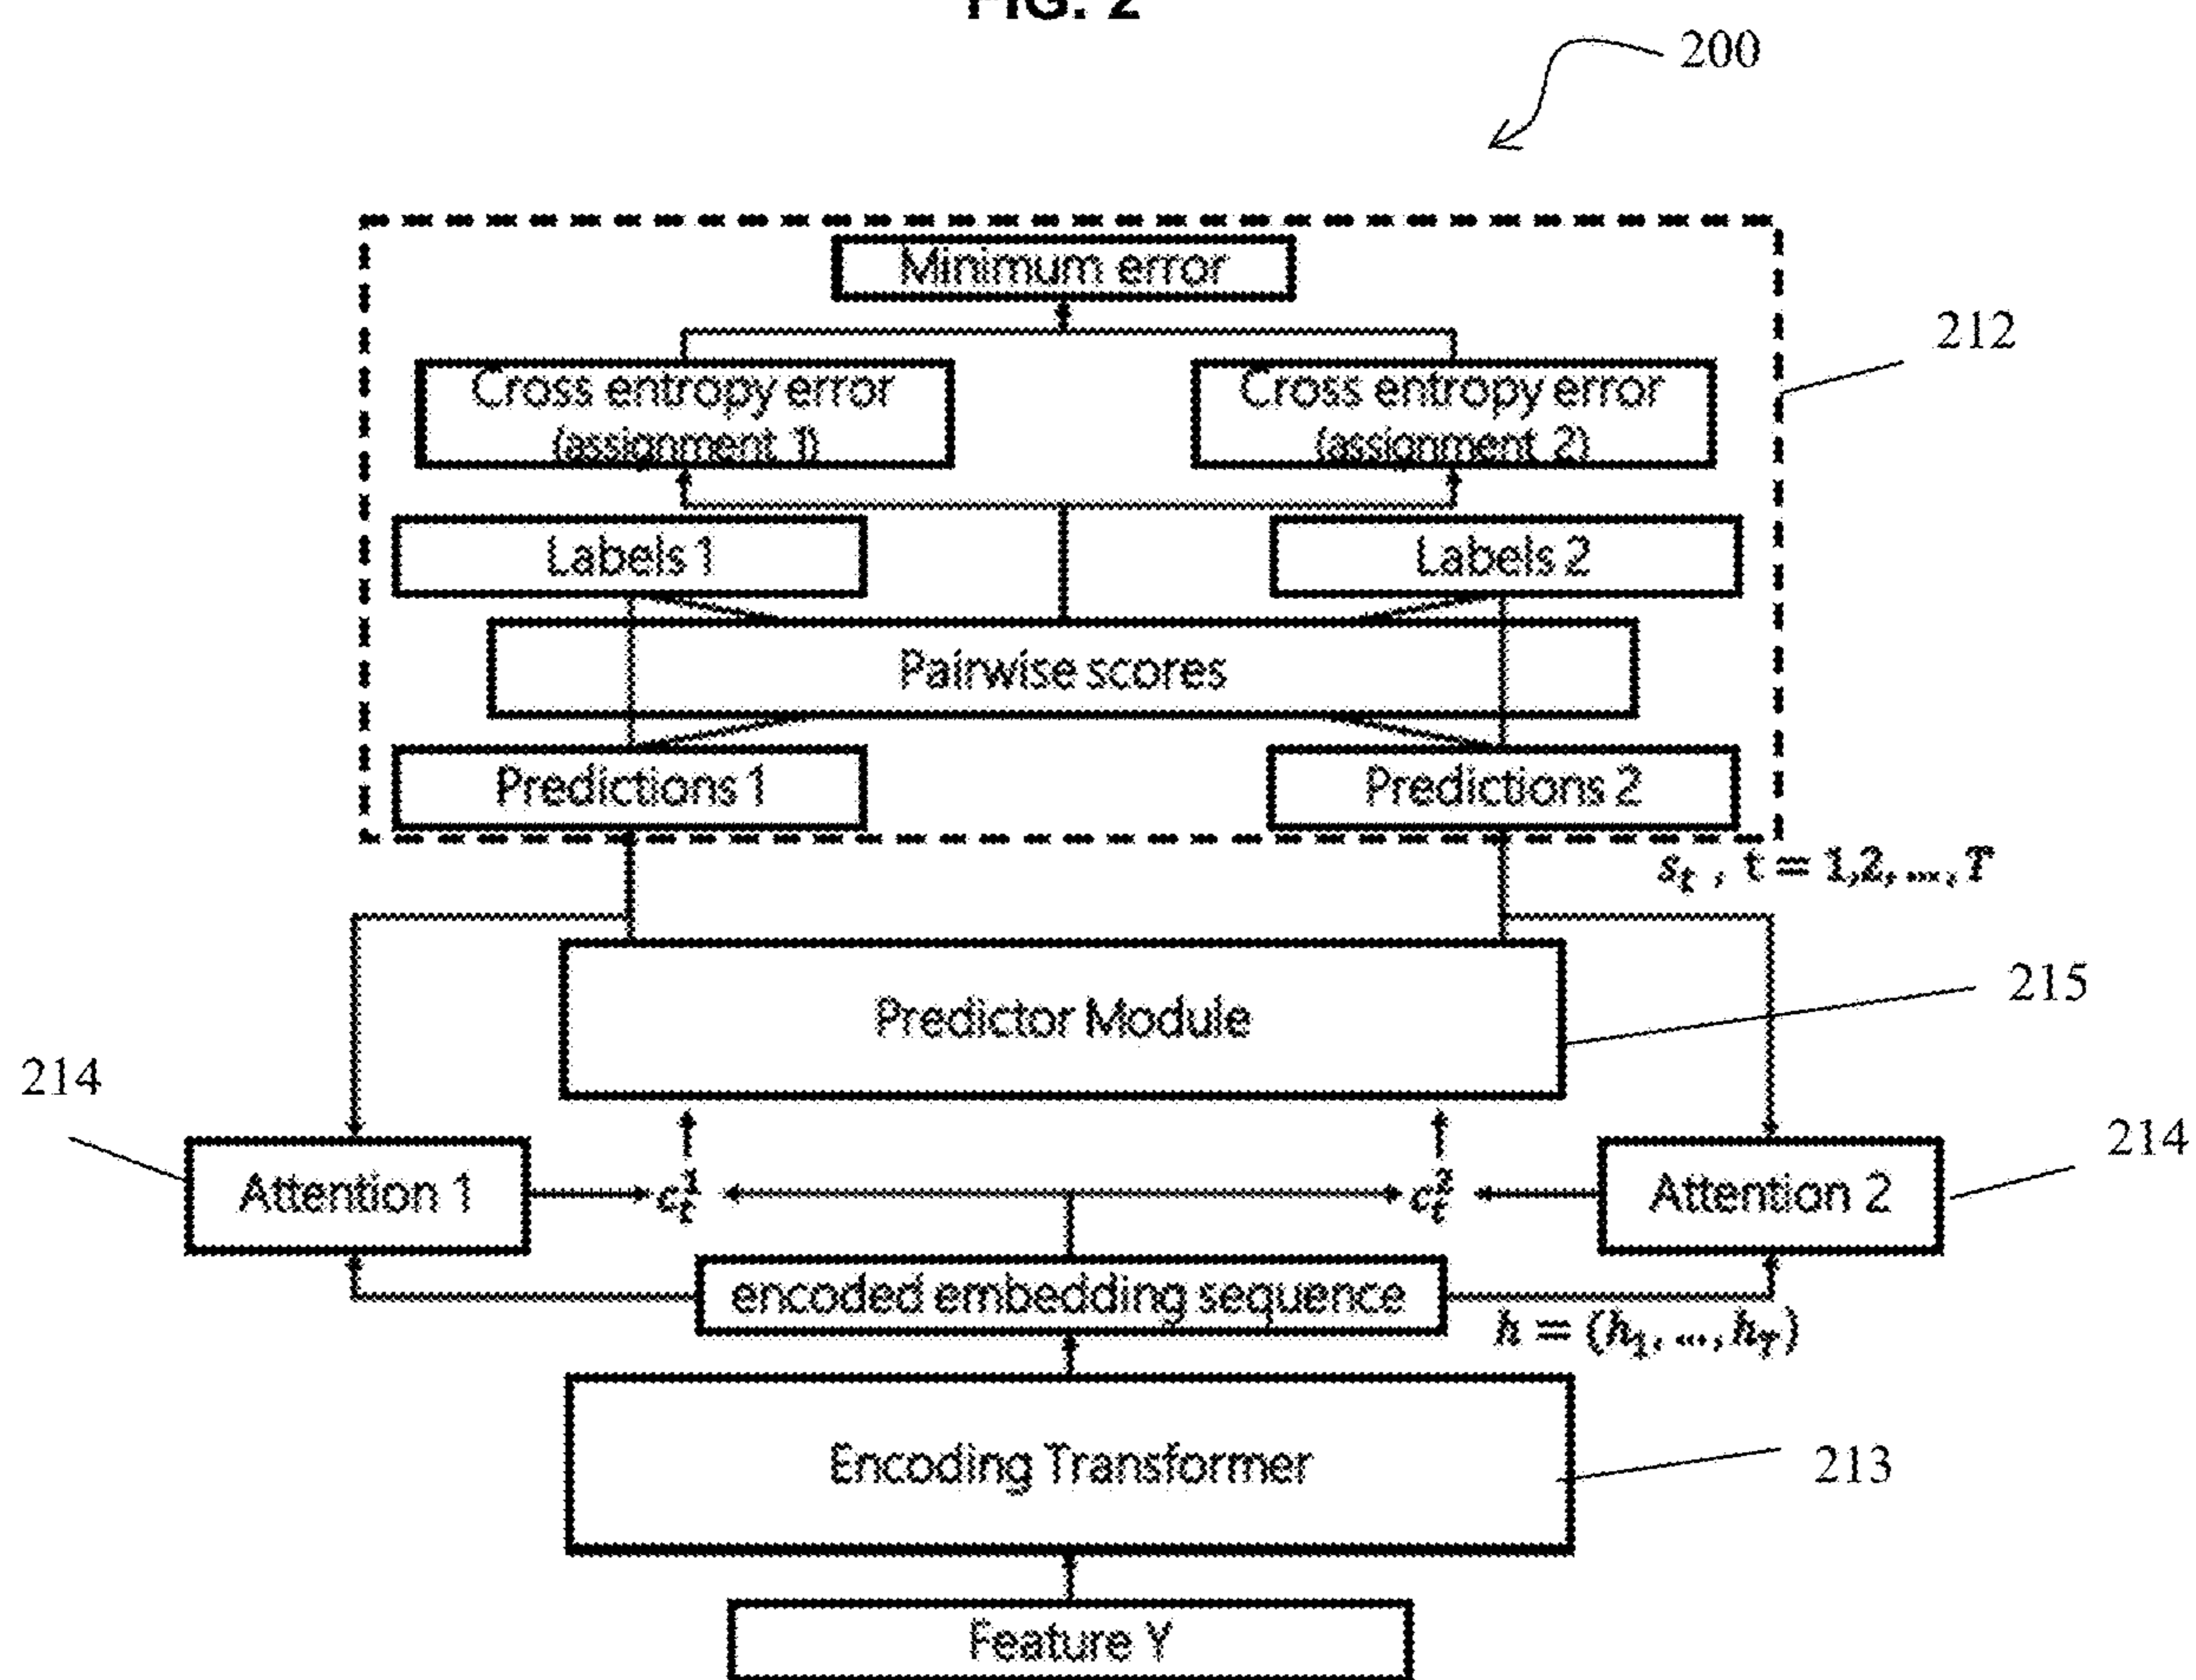 FIG. 2
200
Minimum error
212
Cross entropy error
(assignment 1)
Cross entropy error
(assignment 2)
Labels 1
Labels 2
Pairwise scores
Predictions 1
Predictions 2
s_t , t = 1,2, ..., T
Predictor Module
215
214
Attention 1
c_t^1
c_t^2
Attention 2
214
encoded embedding sequence
h = (h_1, ..., h_T)
Encoding Transformer
213
Feature Y